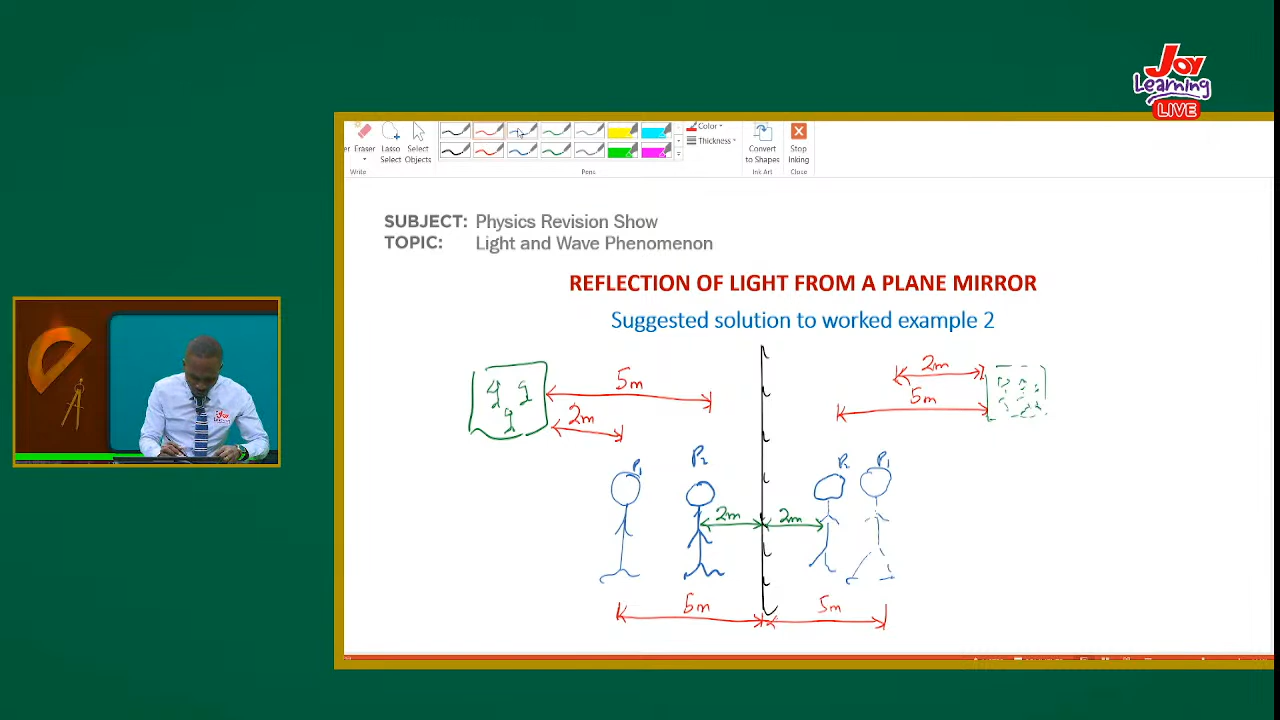 Joy
Learning
LIVE
Eraser
Lasso
Select
Select
Objects
Color
Thickness
Convert
to Shapes
Stop
Inking
Write
Pens
Ink Art
Close
SUBJECT: Physics Revision Show
TOPIC: Light and Wave Phenomenon
REFLECTION OF LIGHT FROM A PLANE MIRROR
Suggested solution to worked example 2
5m
2m
2m
5m
P1
P2
P2
P1
2m
2m
5m
5m